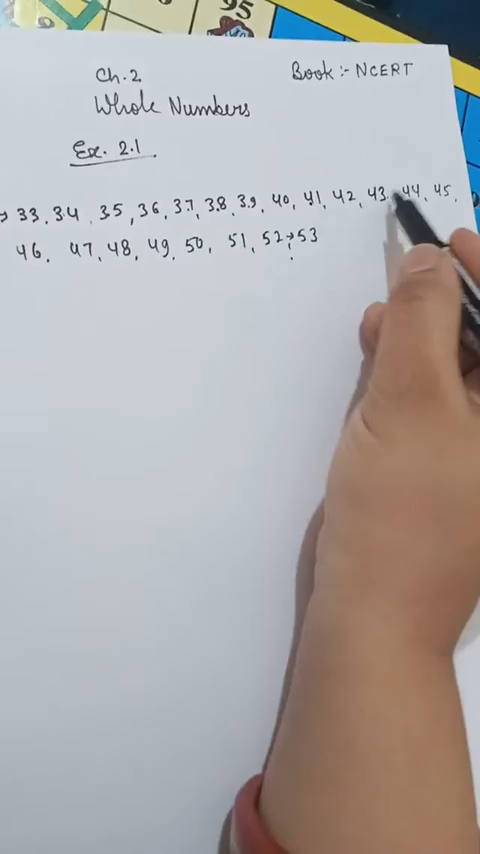 95
Ch.2
Book :- NCERT
Whole Numbers
Ex. 2.1
33, 34, 35, 36, 37, 38, 39, 40, 41, 42, 43, 44, 45,
46, 47, 48, 49, 50, 51, 52, 53